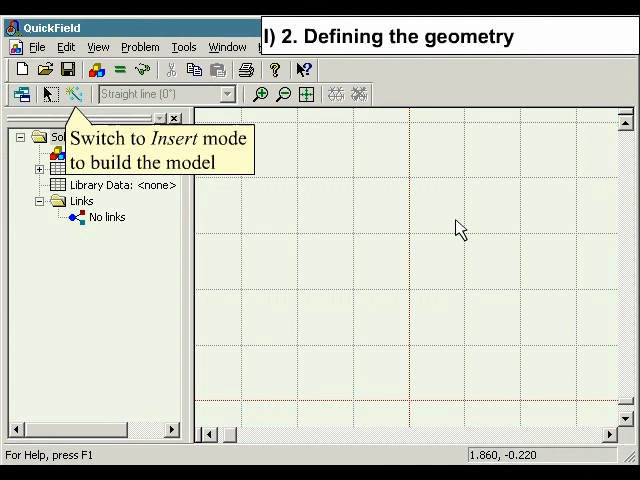 QuickField
I) 2. Defining the geometry
File Edit View Problem Tools Window
Straight line (0°)
Switch to Insert mode
to build the model
Sol
Library Data: <none>
Links
No links
For Help, press F1
1.860, -0.220